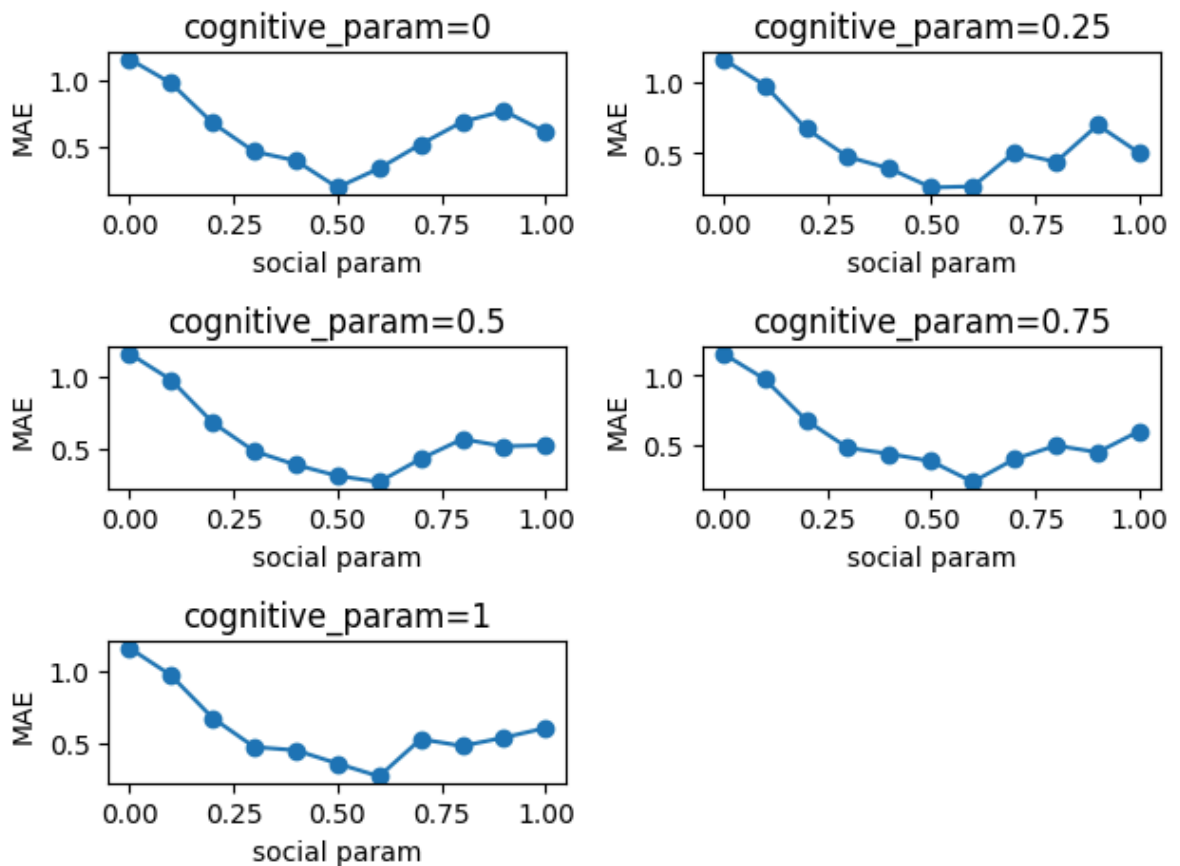 cognitive_param=0
MAE
1.0
0.5
0.00 0.25 0.50 0.75 1.00
social param
cognitive_param=0.25
MAE
1.0
0.5
0.00 0.25 0.50 0.75 1.00
social param
cognitive_param=0.5
MAE
1.0
0.5
0.00 0.25 0.50 0.75 1.00
social param
cognitive_param=0.75
MAE
1.0
0.5
0.00 0.25 0.50 0.75 1.00
social param
cognitive_param=1
MAE
1.0
0.5
0.00 0.25 0.50 0.75 1.00
social param